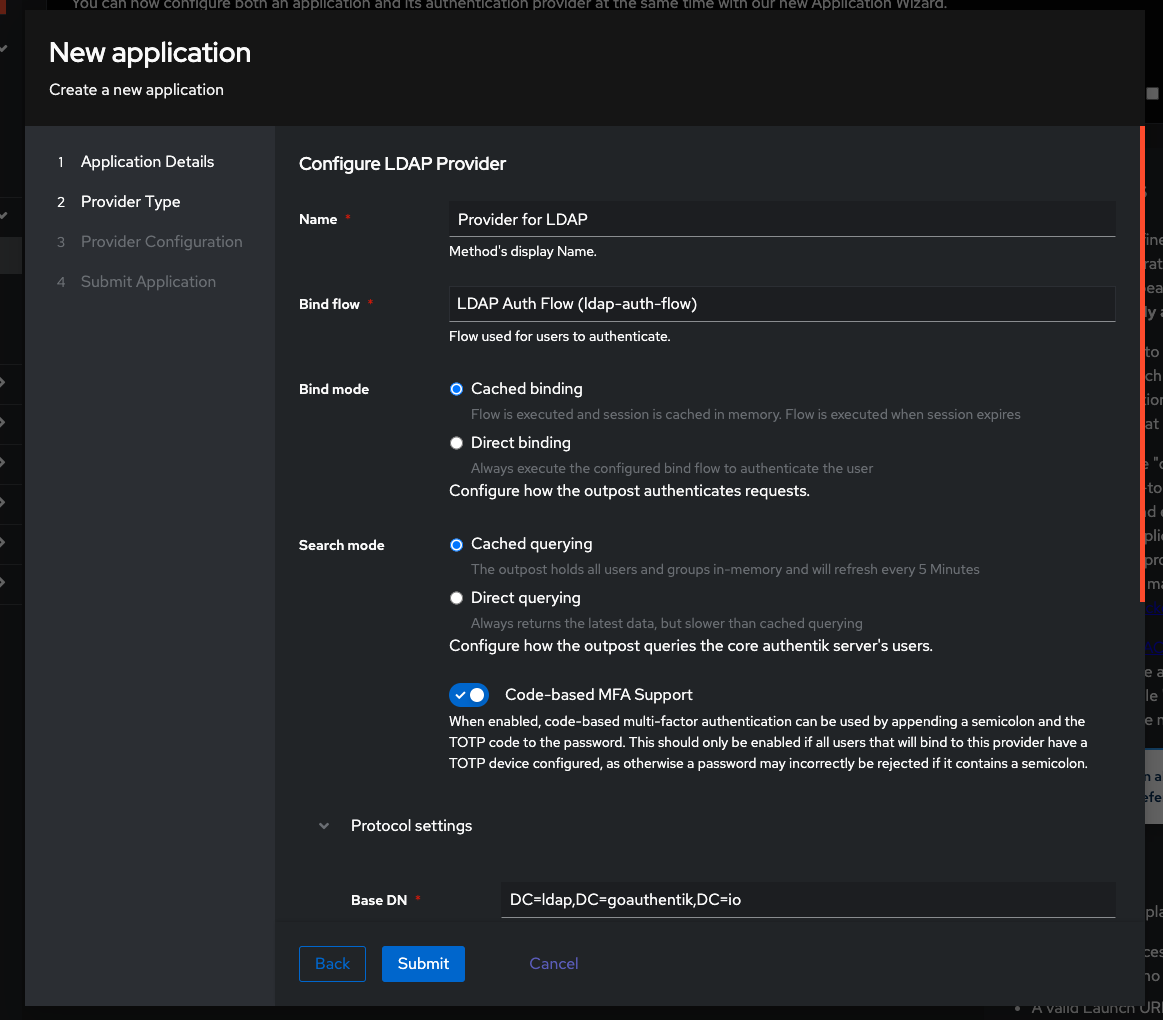 You can now configure both an application and its authentication provider at the same time with our new Application Wizard.
New application
Create a new application
1 Application Details
2 Provider Type
3 Provider Configuration
4 Submit Application
Configure LDAP Provider
Name *
Provider for LDAP
Method's display Name.
Bind flow *
LDAP Auth Flow (ldap-auth-flow)
Flow used for users to authenticate.
Bind mode
Cached binding
Flow is executed and session is cached in memory. Flow is executed when session expires
Direct binding
Always execute the configured bind flow to authenticate the user
Configure how the outpost authenticates requests.
Search mode
Cached querying
The outpost holds all users and groups in-memory and will refresh every 5 Minutes
Direct querying
Always returns the latest data, but slower than cached querying
Configure how the outpost queries the core authentik server's users.
Code-based MFA Support
When enabled, code-based multi-factor authentication can be used by appending a semicolon and the
TOTP code to the password. This should only be enabled if all users that will bind to this provider have a
TOTP device configured, as otherwise a password may incorrectly be rejected if it contains a semicolon.
Protocol settings
Base DN *
DC=ldap,DC=goauthentik,DC=io
Back
Submit
Cancel
A valid Launch URL